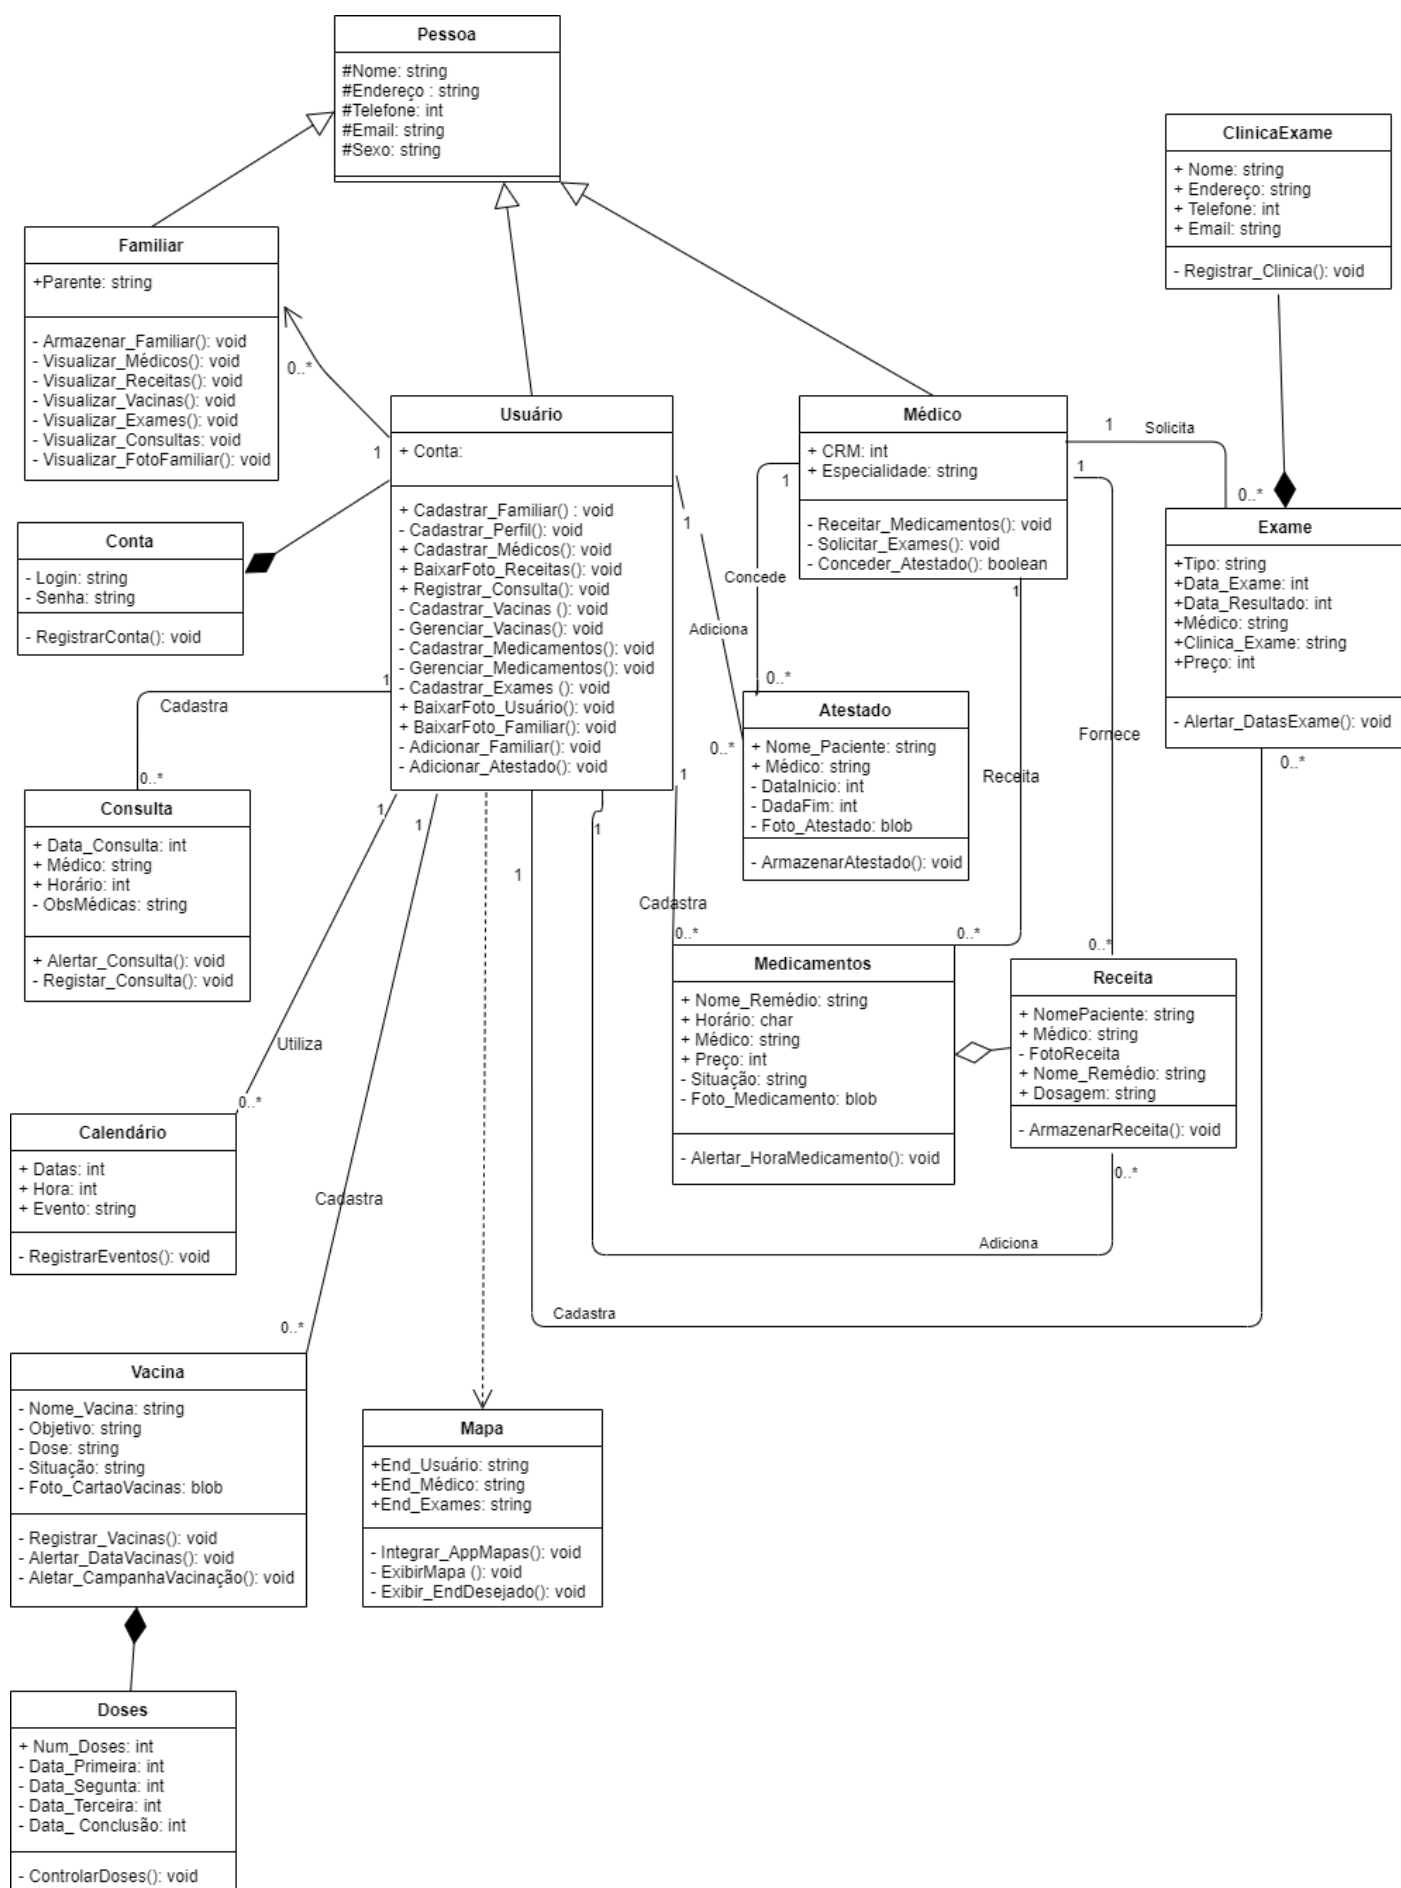 Pessoa
#Nome: string
#Endereço : string
#Telefone: int
#Email: string
#Sexo: string
ClinicaExame
+ Nome: string
+ Endereço: string
+ Telefone: int
+ Email: string
- Registrar_Clinica(): void
Familiar
+Parente: string
- Armazenar_Familiar(): void
- Visualizar_Médicos(): void
- Visualizar_Receitas(): void
- Visualizar_Vacinas(): void
- Visualizar_Exames(): void
- Visualizar_Consultas: void
- Visualizar_FotoFamiliar(): void
0..*
1
Usuário
+ Conta:
+ Cadastrar_Familiar() : void
- Cadastrar_Perfil(): void
+ Cadastrar_Médicos(): void
+ BaixarFoto_Receitas(): void
+ Registrar_Consulta(): void
- Cadastrar_Vacinas (): void
- Gerenciar_Vacinas(): void
- Cadastrar_Medicamentos(): void
- Gerenciar_Medicamentos(): void
- Cadastrar_Exames (): void
+ BaixarFoto_Usuário(): void
+ BaixarFoto_Familiar(): void
- Adicionar_Familiar(): void
- Adicionar_Atestado(): void
Médico
+ CRM: int
+ Especialidade: string
- Receitar_Medicamentos(): void
- Solicitar_Exames(): void
- Conceder_Atestado(): boolean
1
Solicita
0..*
1
Fornece
0..*
1
Concede
0..*
1
Receita
0..*
1
Adiciona
0..*
Exame
+Tipo: string
+Data_Exame: int
+Data_Resultado: int
+Médico: string
+Clinica_Exame: string
+Preço: int
- Alertar_DatasExame(): void
0..*
Conta
- Login: string
- Senha: string
- RegistrarConta(): void
1
Cadastra
0..*
Atestado
+ Nome_Paciente: string
+ Médico: string
- DataInicio: int
- DadaFim: int
- Foto_Atestado: blob
- ArmazenarAtestado(): void
Consulta
+ Data_Consulta: int
+ Médico: string
+ Horário: int
- ObsMédicas: string
+ Alertar_Consulta(): void
- Registar_Consulta(): void
1
Utiliza
0..*
1
Cadastra
0..*
1
Cadastra
0..*
1
Adiciona
0..*
1
Cadastra
Medicamentos
+ Nome_Remédio: string
+ Horário: char
+ Médico: string
+ Preço: int
- Situação: string
- Foto_Medicamento: blob
- Alertar_HoraMedicamento(): void
Receita
+ NomePaciente: string
+ Médico: string
- FotoReceita
+ Nome_Remédio: string
+ Dosagem: string
- ArmazenarReceita(): void
Calendário
+ Datas: int
+ Hora: int
+ Evento: string
- RegistrarEventos(): void
Vacina
- Nome_Vacina: string
- Objetivo: string
- Dose: string
- Situação: string
- Foto_CartaoVacinas: blob
- Registrar_Vacinas(): void
- Alertar_DataVacinas(): void
- Aletar_CampanhaVacinação(): void
Mapa
+End_Usuário: string
+End_Médico: string
+End_Exames: string
- Integrar_AppMapas(): void
- ExibirMapa (): void
- Exibir_EndDesejado(): void
Doses
+ Num_Doses: int
- Data_Primeira: int
- Data_Segunta: int
- Data_Terceira: int
- Data_ Conclusão: int
- ControlarDoses(): void